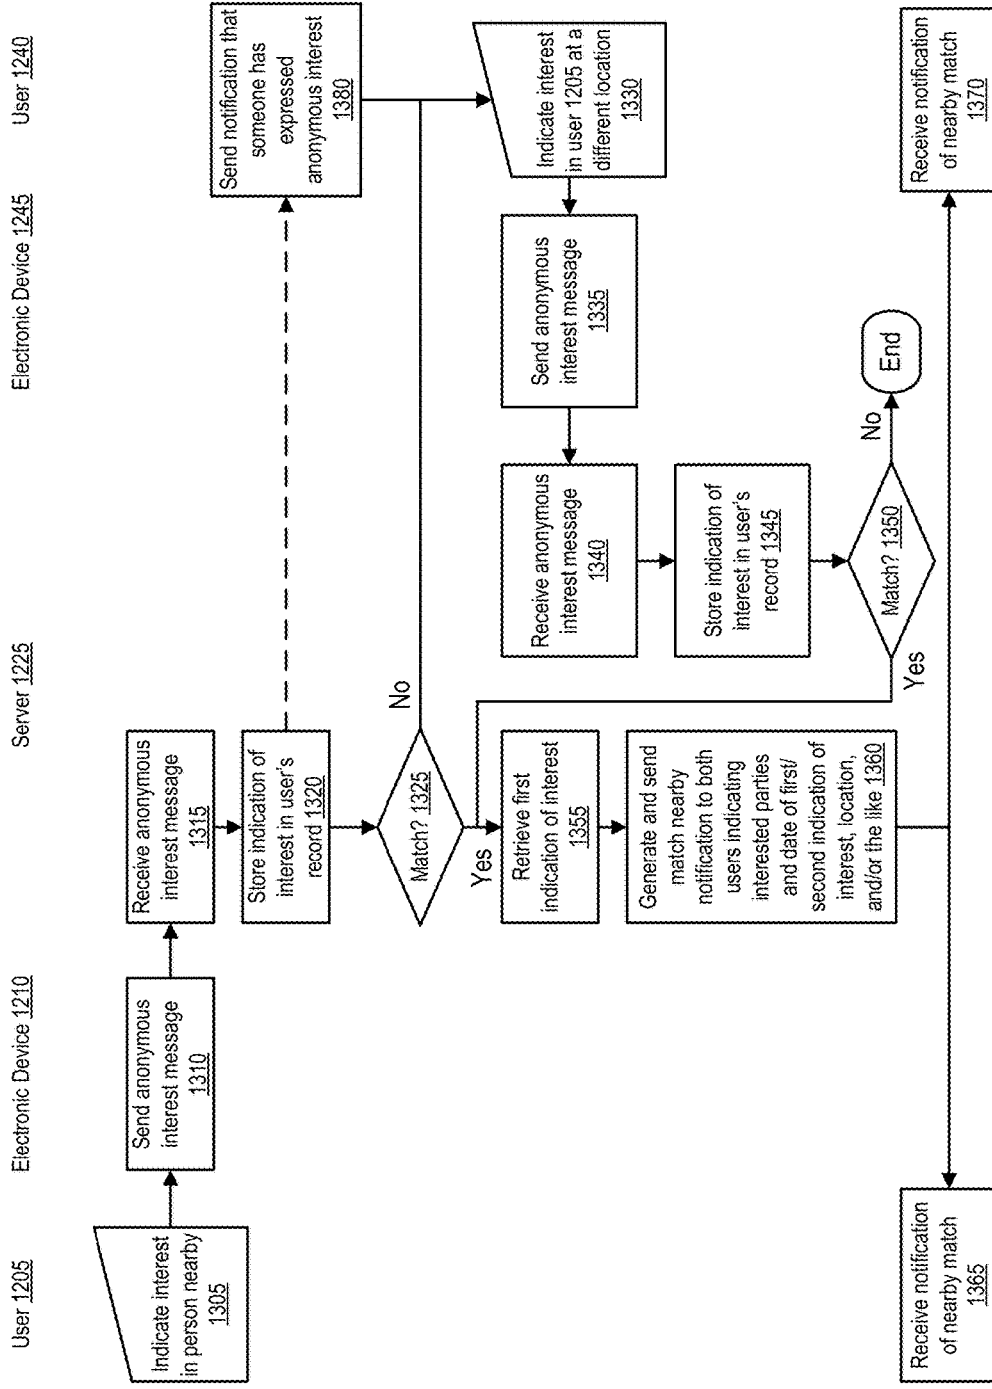 User 1205
Electronic Device 1210
Server 1225
Electronic Device 1245
User 1240
Indicate interest
in person nearby
1305
Send anonymous
interest message
1310
Receive anonymous
interest message
1315
Store indication of
interest in user's
record 1320
Send notification that
someone has
expressed
anonymous interest
1380
Match? 1325
No
Yes
Indicate interest
in user 1205 at a
different location
1330
Send anonymous
interest message
1335
Receive anonymous
interest message
1340
Store indication of
interest in user's
record 1345
Match? 1350
No
End
Yes
Retrieve first
indication of interest
1355
Generate and send
match nearby
notification to both
users indicating
interested parties
and date of first/
second indication of
interest, location,
and/or the like 1360
Receive notification
of nearby match
1365
Receive notification
of nearby match
1370